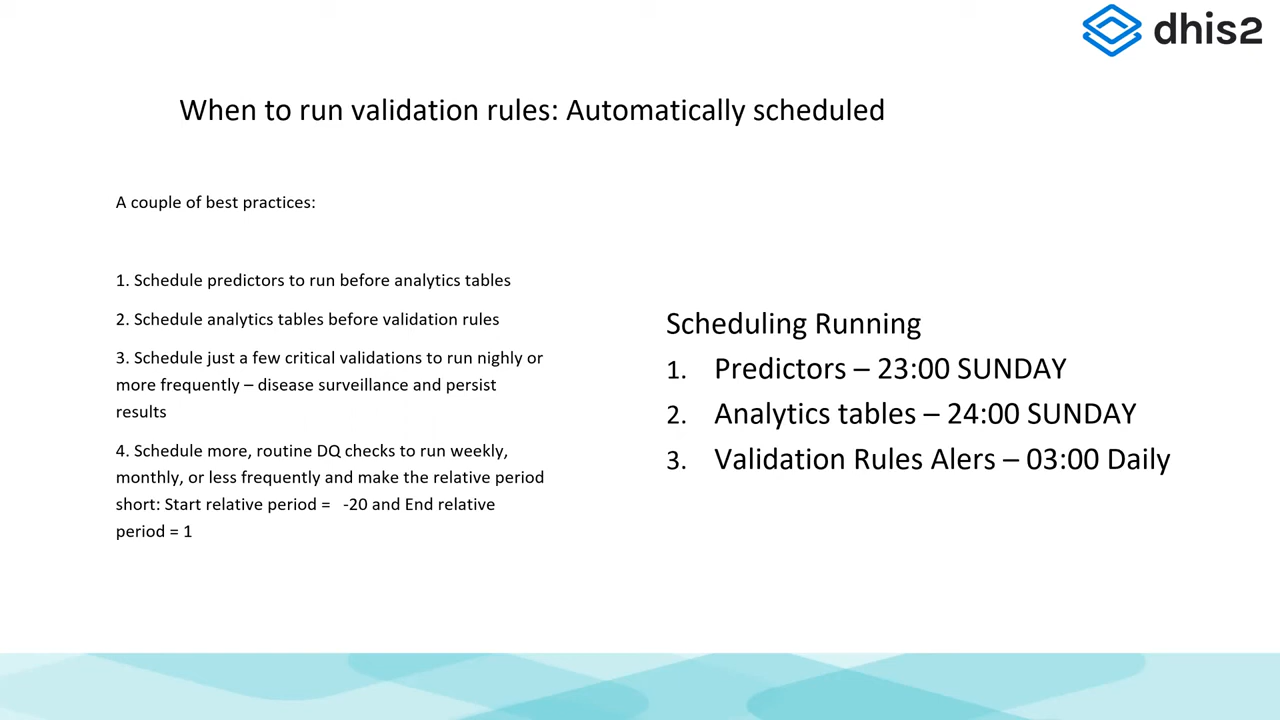 dhis2
When to run validation rules: Automatically scheduled
A couple of best practices:
1. Schedule predictors to run before analytics tables
2. Schedule analytics tables before validation rules
3. Schedule just a few critical validations to run nighly or
more frequently – disease surveillance and persist
results
4. Schedule more, routine DQ checks to run weekly,
monthly, or less frequently and make the relative period
short: Start relative period = -20 and End relative
period = 1
Scheduling Running
1. Predictors – 23:00 SUNDAY
2. Analytics tables – 24:00 SUNDAY
3. Validation Rules Alers – 03:00 Daily